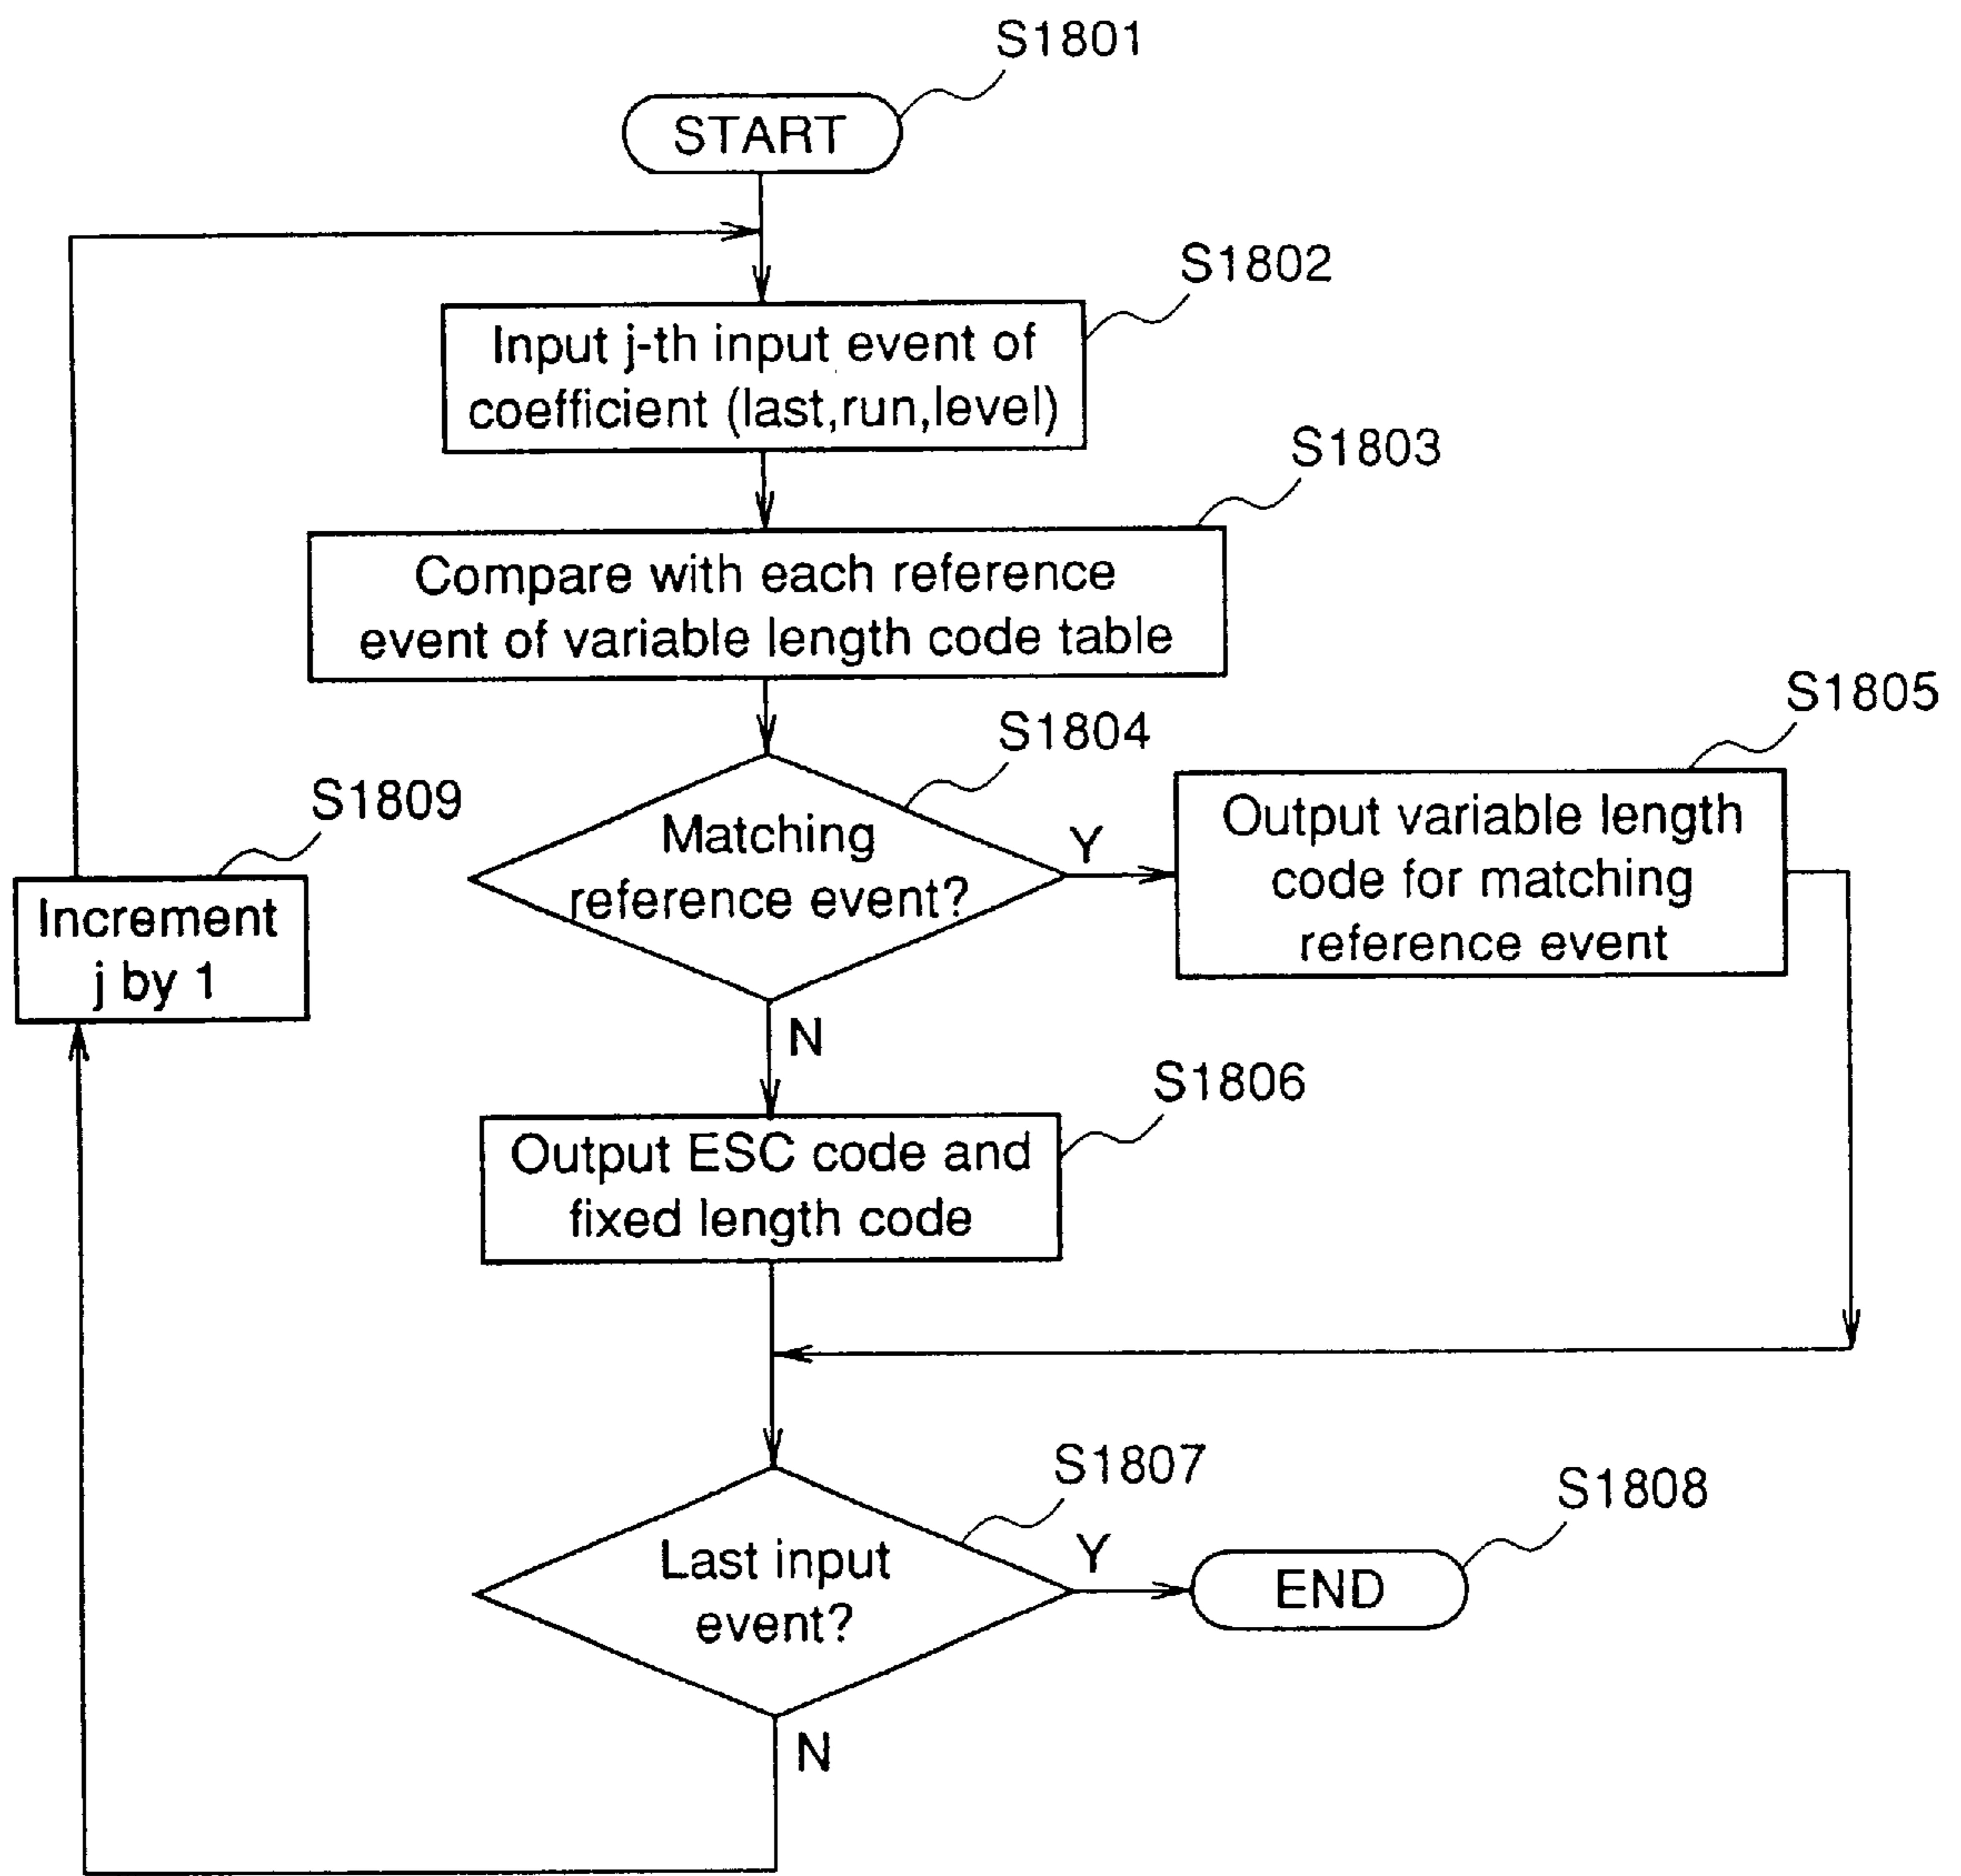 S1801
START
S1802
Input j-th input event of
coefficient (last,run,level)
S1803
Compare with each reference
event of variable length code table
S1804
Matching
reference event?
Y
S1805
Output variable length
code for matching
reference event
S1809
Increment
j by 1
N
S1806
Output ESC code and
fixed length code
S1807
Last input
event?
Y
S1808
END
N